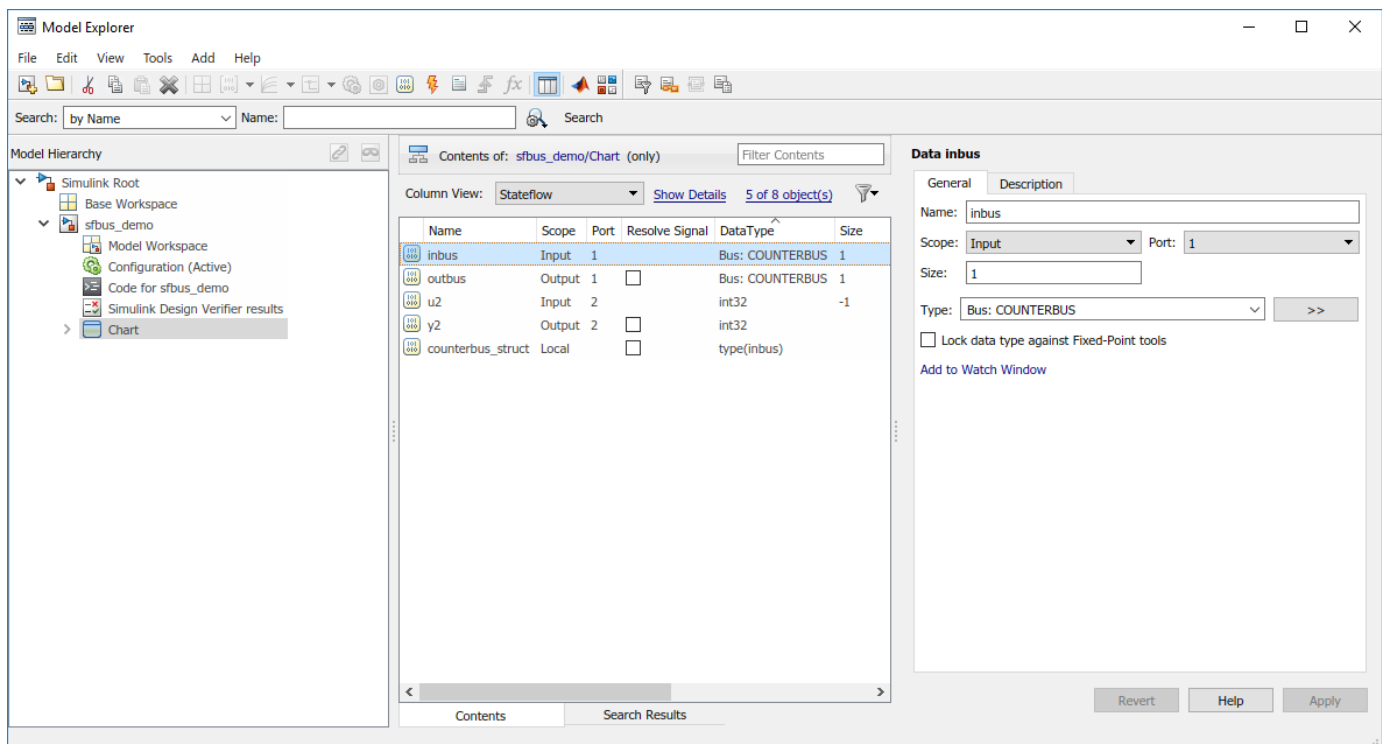 Model Explorer
File Edit View Tools Add Help
Search: by Name Name: Search
Model Hierarchy
Simulink Root
Base Workspace
sfbus_demo
Model Workspace
Configuration (Active)
Code for sfbus_demo
Simulink Design Verifier results
Chart
Contents of: sfbus_demo/Chart (only) Filter Contents
Column View: Stateflow Show Details 5 of 8 object(s)
Name Scope Port Resolve Signal DataType Size
inbus Input 1 Bus: COUNTERBUS 1
outbus Output 1 Bus: COUNTERBUS 1
u2 Input 2 int32 -1
y2 Output 2 int32
counterbus_struct Local type(inbus)
Contents Search Results
Data inbus
General Description
Name: inbus
Scope: Input Port: 1
Size: 1
Type: Bus: COUNTERBUS >>
Lock data type against Fixed-Point tools
Add to Watch Window
Revert Help Apply